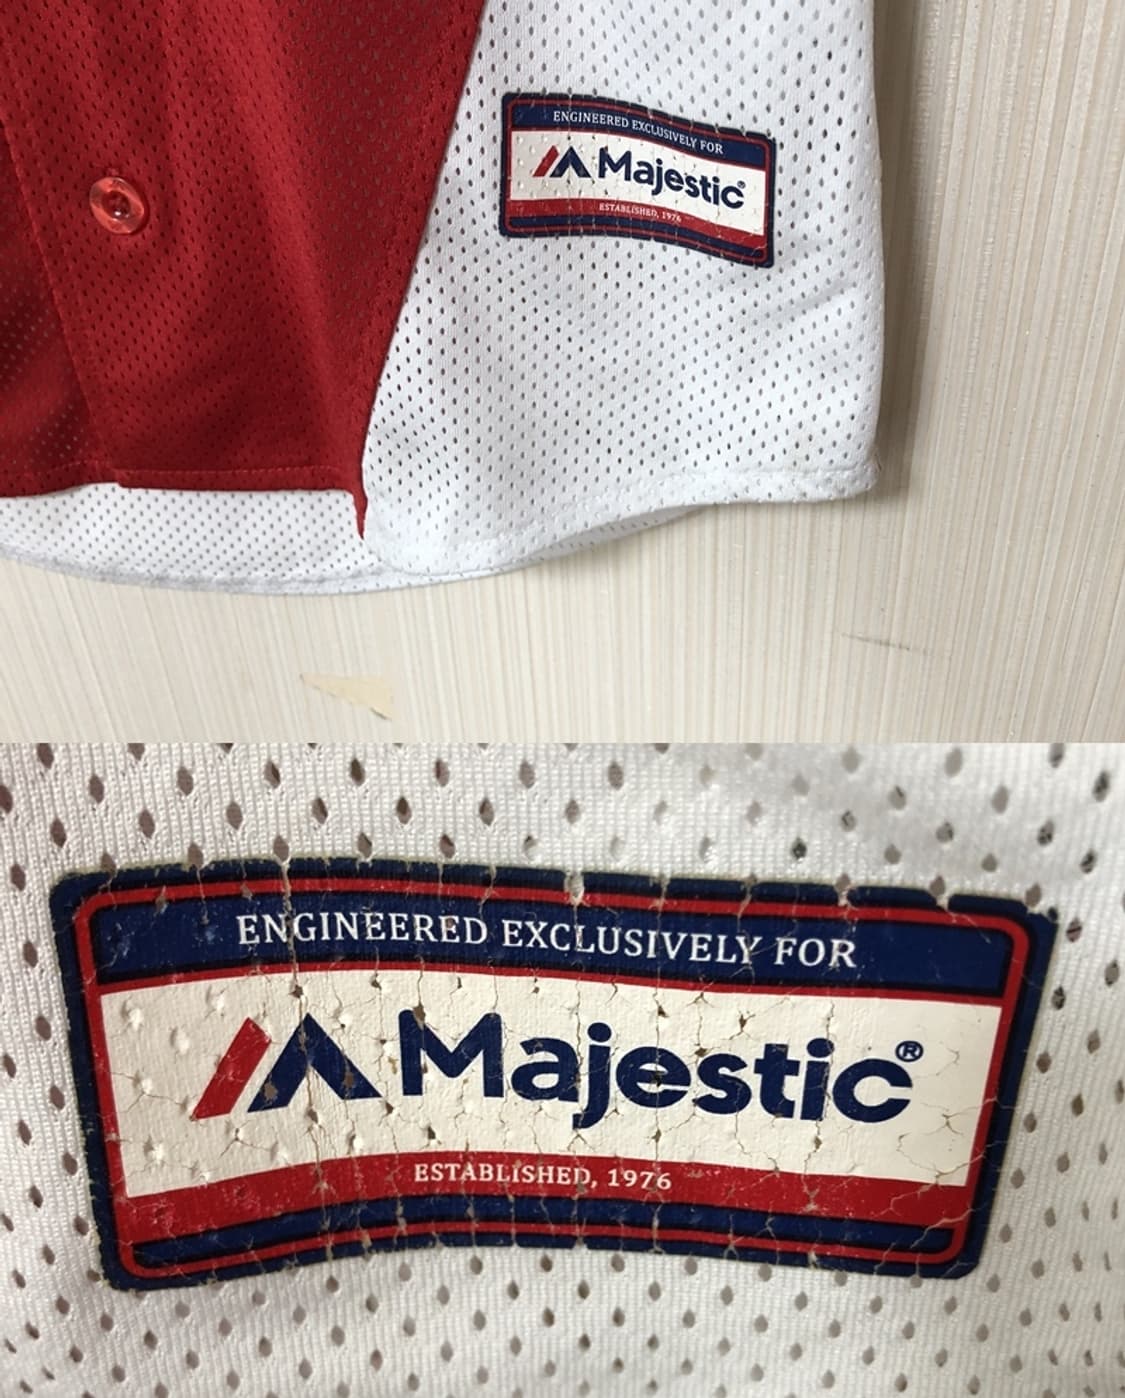 ENGINEERED EXCLUSIVELY FOR
Majestic®
ESTABLISHED, 1976
ENGINEERED EXCLUSIVELY FOR
Majestic®
ESTABLISHED, 1976